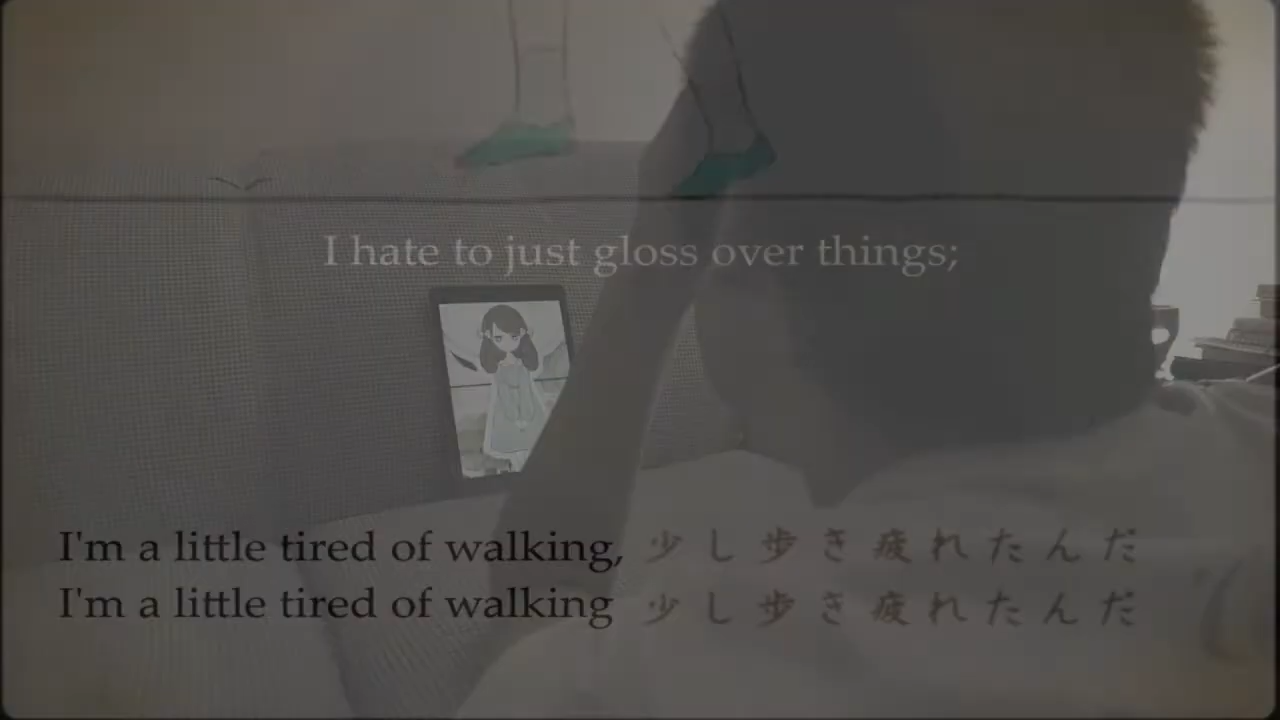 I hate to just gloss over things;
I'm a little tired of walking, 少し歩き疲れたんだ
I'm a little tired of walking 少し歩き疲れたんだ